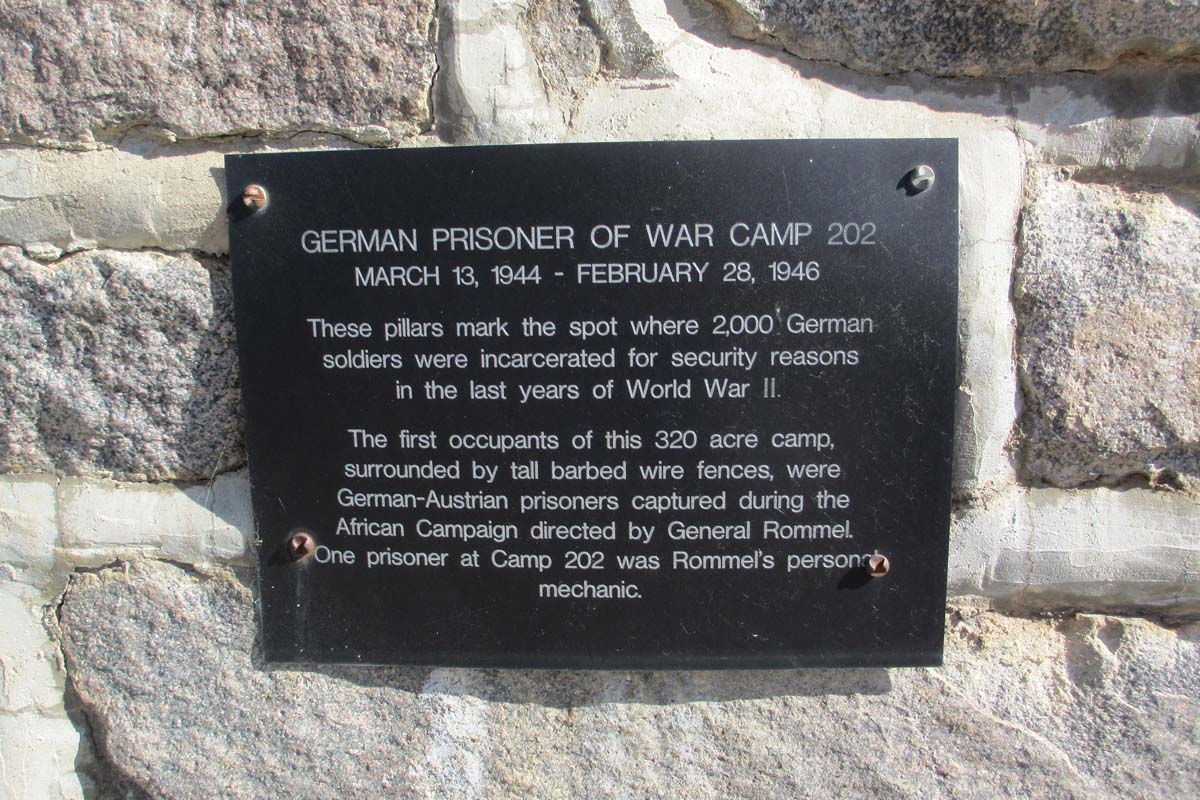 GERMAN PRISONER OF WAR CAMP 202
MARCH 13, 1944 - FEBRUARY 28, 1946
These pillars mark the spot where 2,000 German
soldiers were incarcerated for security reasons
in the last years of World War II.
The first occupants of this 320 acre camp,
surrounded by tall barbed wire fences, were
German-Austrian prisoners captured during the
African Campaign directed by General Rommel.
One prisoner at Camp 202 was Rommel's personal
mechanic.